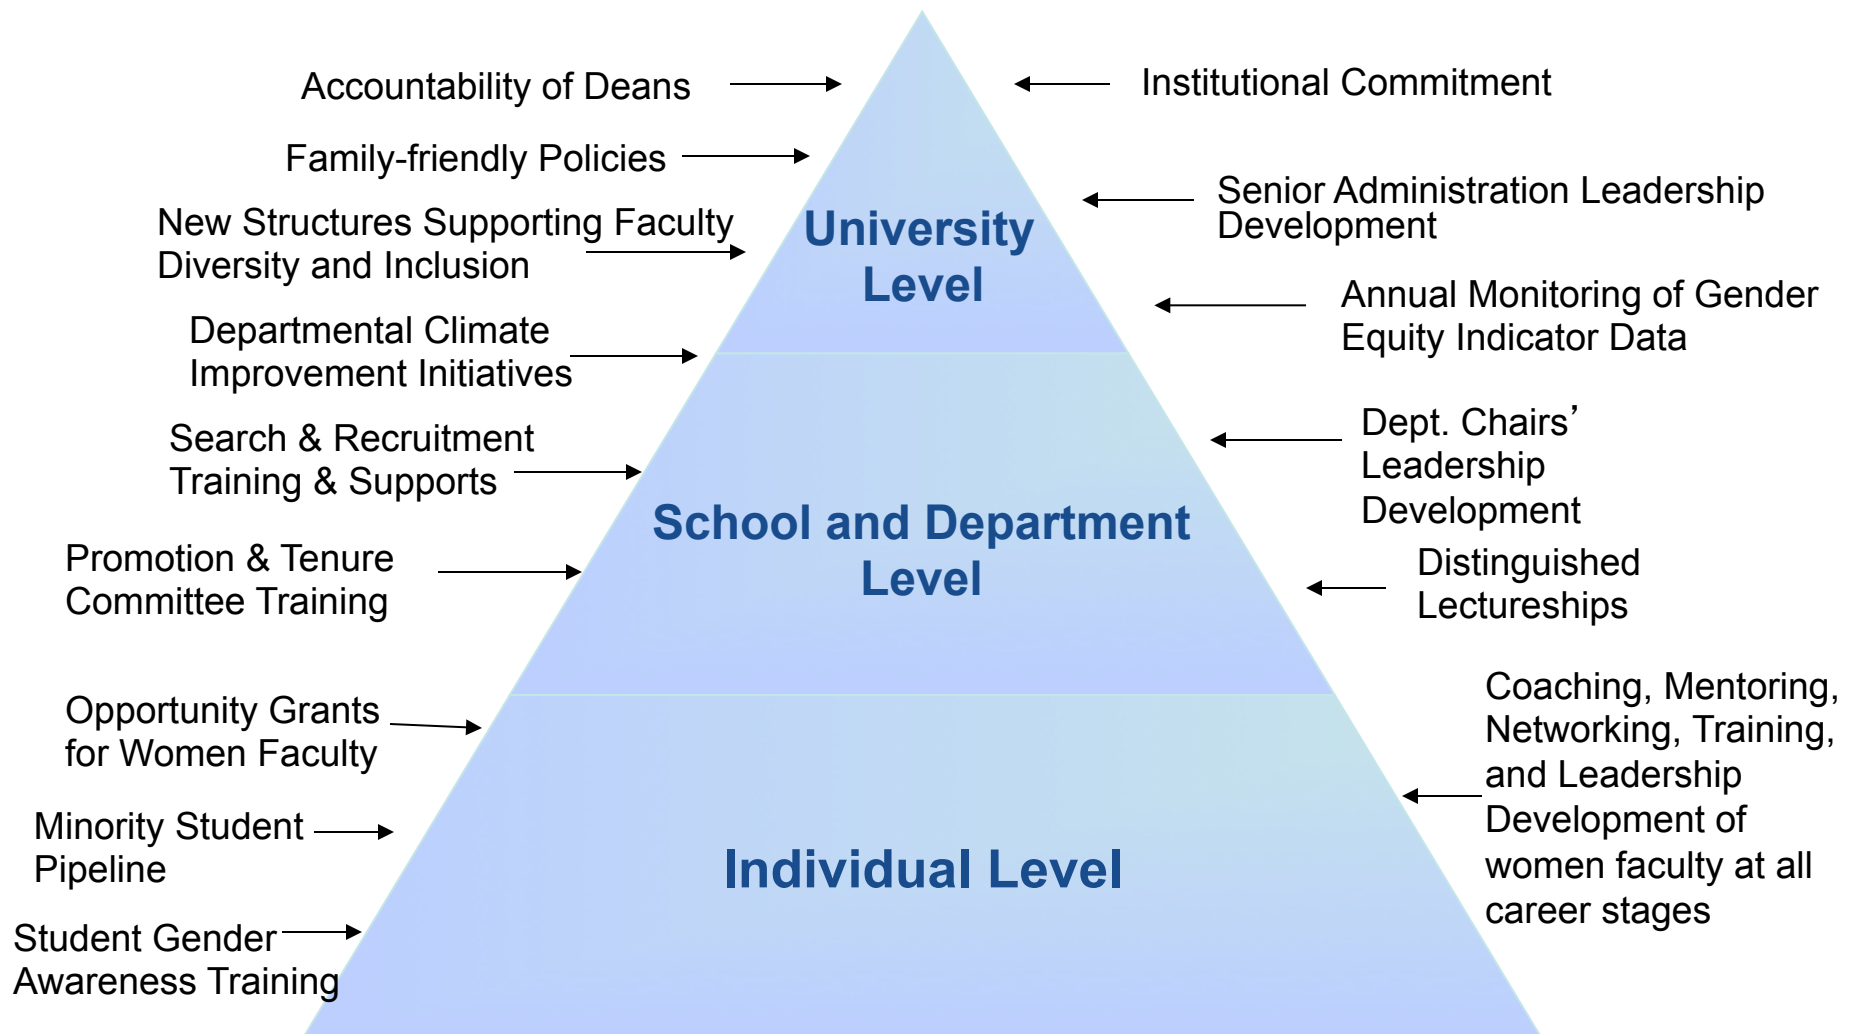 Accountability of Deans
Family-friendly Policies
New Structures Supporting Faculty
Diversity and Inclusion
Departmental Climate
Improvement Initiatives
Search & Recruitment
Training & Supports
Promotion & Tenure
Committee Training
Opportunity Grants
for Women Faculty
Minority Student
Pipeline
Student Gender
Awareness Training
University
Level
School and Department
Level
Individual Level
Institutional Commitment
Senior Administration Leadership
Development
Annual Monitoring of Gender
Equity Indicator Data
Dept. Chairs’
Leadership
Development
Distinguished
Lectureships
Coaching, Mentoring,
Networking, Training,
and Leadership
Development of
women faculty at all
career stages